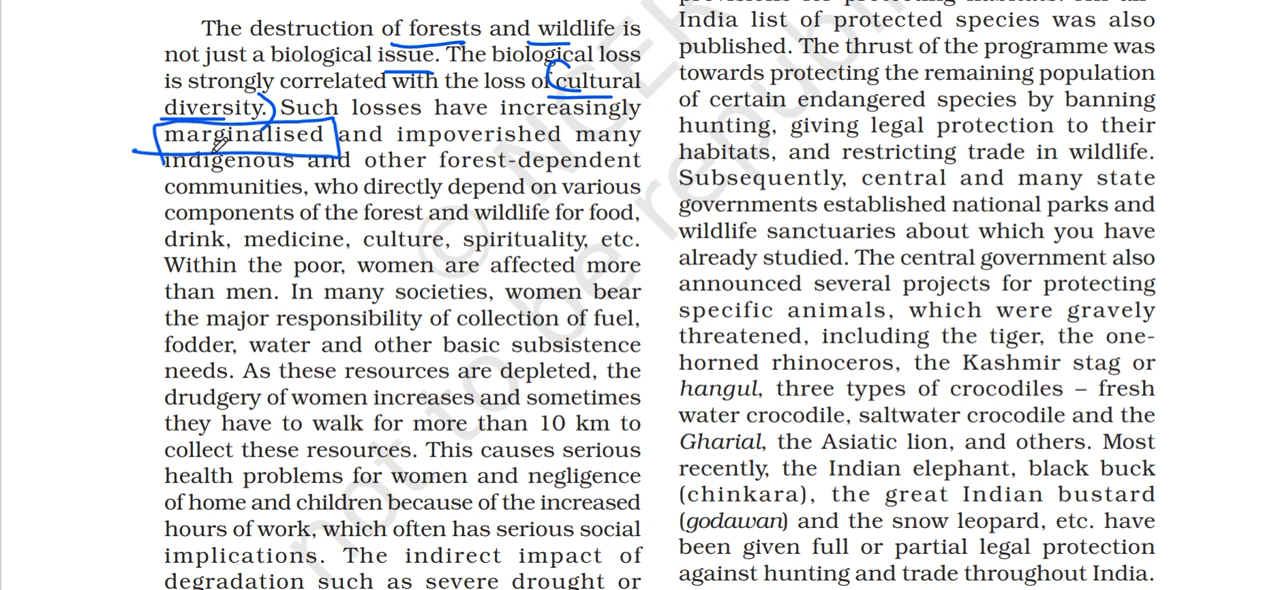 The destruction of forests and wildlife is
not just a biological issue. The biological loss
is strongly correlated with the loss of cultural
diversity. Such losses have increasingly
marginalised and impoverished many
indigenous and other forest-dependent
communities, who directly depend on various
components of the forest and wildlife for food,
drink, medicine, culture, spirituality, etc.
Within the poor, women are affected more
than men. In many societies, women bear
the major responsibility of collection of fuel,
fodder, water and other basic subsistence
needs. As these resources are depleted, the
drudgery of women increases and sometimes
they have to walk for more than 10 km to
collect these resources. This causes serious
health problems for women and negligence
of home and children because of the increased
hours of work, which often has serious social
implications. The indirect impact of
degradation such as severe drought or
India list of protected species was also
published. The thrust of the programme was
towards protecting the remaining population
of certain endangered species by banning
hunting, giving legal protection to their
habitats, and restricting trade in wildlife.
Subsequently, central and many state
governments established national parks and
wildlife sanctuaries about which you have
already studied. The central government also
announced several projects for protecting
specific animals, which were gravely
threatened, including the tiger, the one-
horned rhinoceros, the Kashmir stag or
hangul, three types of crocodiles – fresh
water crocodile, saltwater crocodile and the
Gharial, the Asiatic lion, and others. Most
recently, the Indian elephant, black buck
(chinkara), the great Indian bustard
(godawan) and the snow leopard, etc. have
been given full or partial legal protection
against hunting and trade throughout India.
© NCER
not to be republ